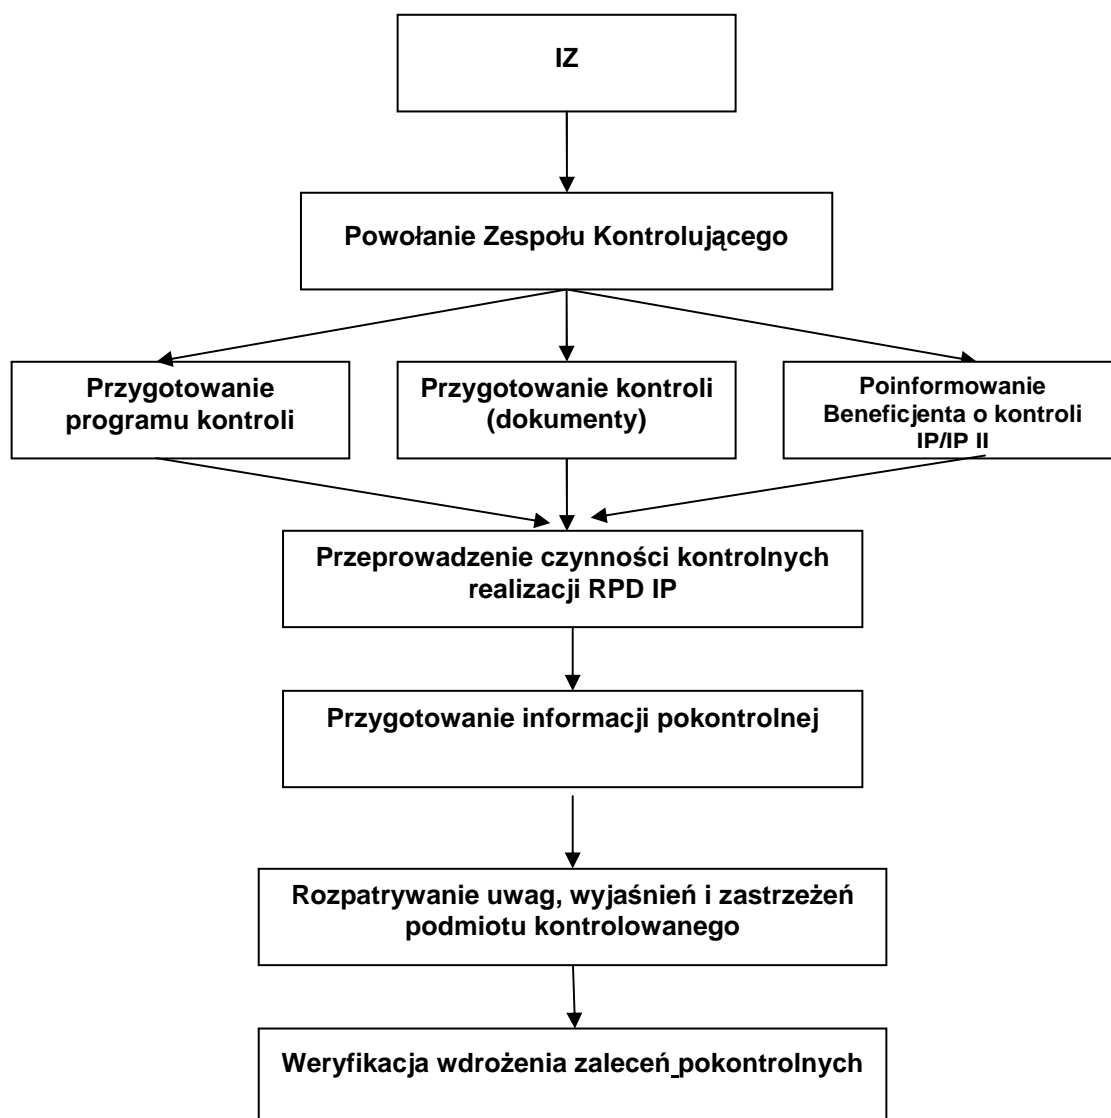 IZ
Powołanie Zespołu Kontrolującego
Przygotowanie
programu kontroli
Przygotowanie kontroli
(dokumenty)
Poinformowanie
Beneficjenta o kontroli
IP/IP II
Przeprowadzenie czynności kontrolnych
realizacji RPD IP
Przygotowanie informacji pokontrolnej
Rozpatrywanie uwag, wyjaśnień i zastrzeżeń
podmiotu kontrolowanego
Weryfikacja wdrożenia zaleceń pokontrolnych